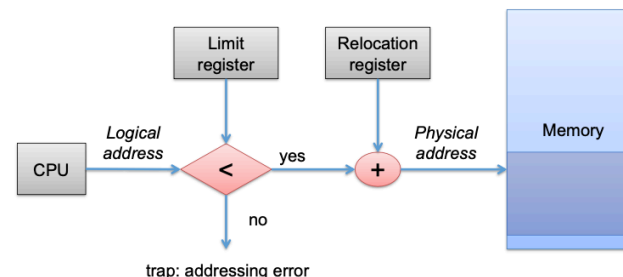 Limit
register
Relocation
register
Logical
address
Physical
address
CPU
<
yes
+
Memory
no
trap: addressing error